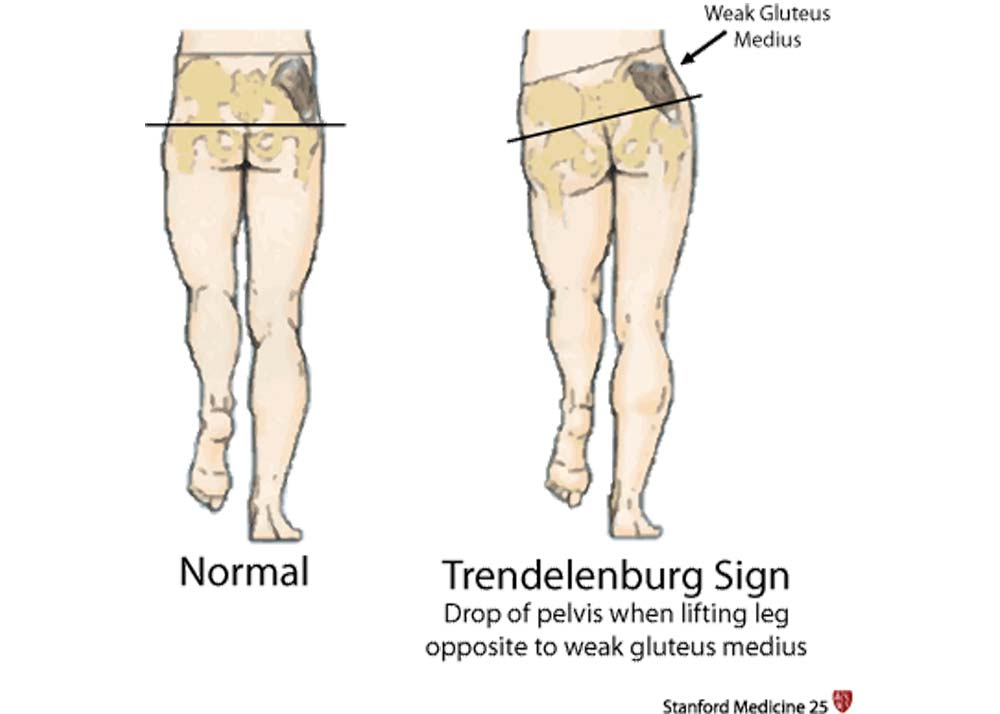 Weak Gluteus
Medius
Normal
Trendelenburg Sign
Drop of pelvis when lifting leg
opposite to weak gluteus medius
Stanford Medicine 25